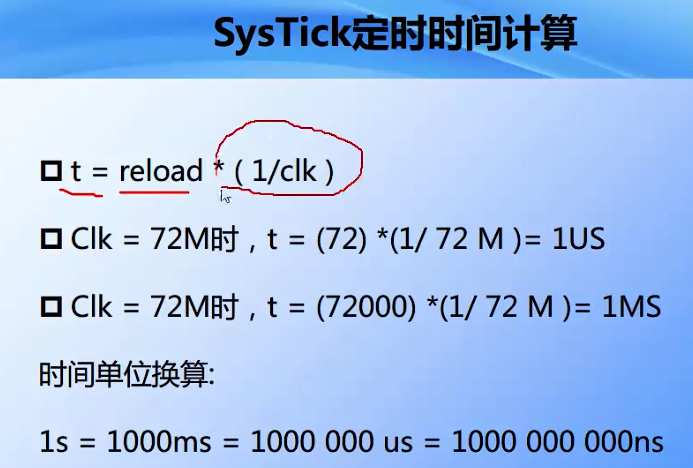 SysTick定时时间计算
t = reload * ( 1/clk )
Clk = 72M时，t = (72) *(1/ 72 M )= 1US
Clk = 72M时，t = (72000) *(1/ 72 M )= 1MS
时间单位换算:
1s = 1000ms = 1000 000 us = 1000 000 000ns